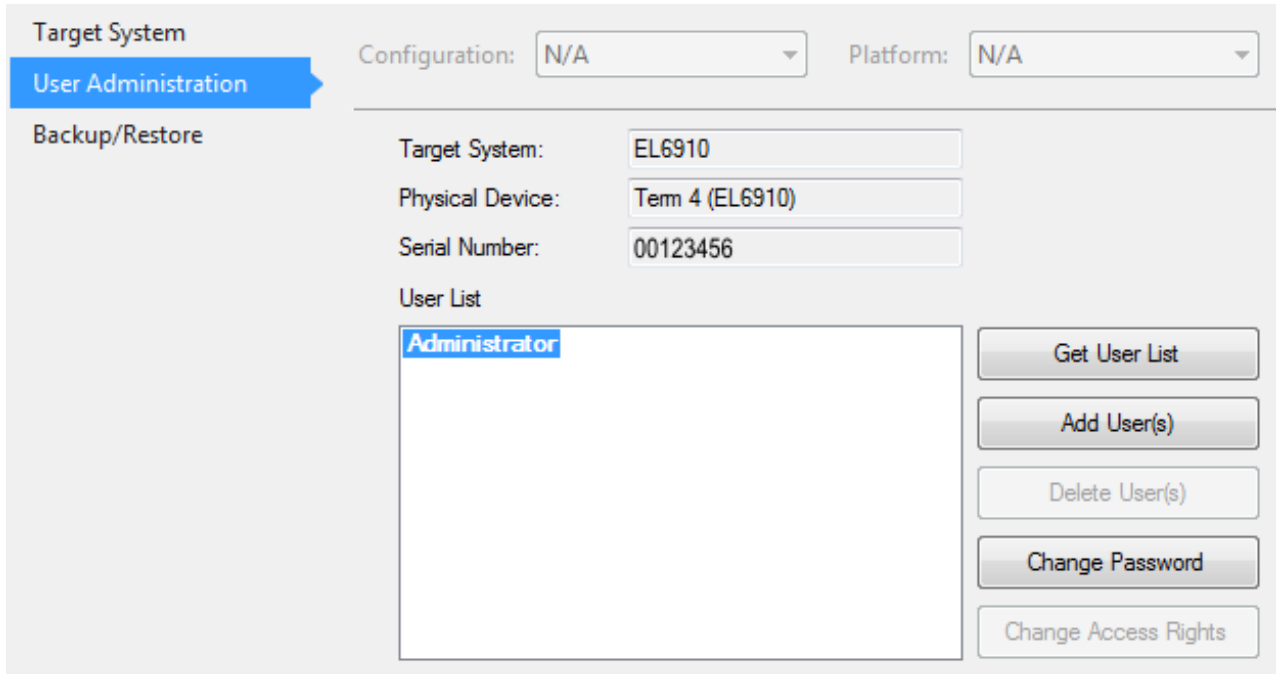 Target System
User Administration
Backup/Restore
Configuration: N/A Platform: N/A
Target System: EL6910
Physical Device: Term 4 (EL6910)
Serial Number: 00123456
User List
Administrator
Get User List
Add User(s)
Delete User(s)
Change Password
Change Access Rights